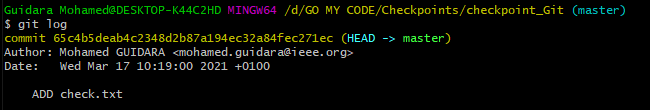 Guidara Mohamed@DESKTOP-K44C2HD MINGW64 /d/GO MY CODE/Checkpoints/checkpoint_Git (master)
$ git log
commit 65c4b5deab4c2348d2b87a194ec32a84fec271ec (HEAD -> master)
Author: Mohamed GUIDARA <mohamed.guidara@ieee.org>
Date:   Wed Mar 17 10:19:00 2021 +0100
    ADD check.txt